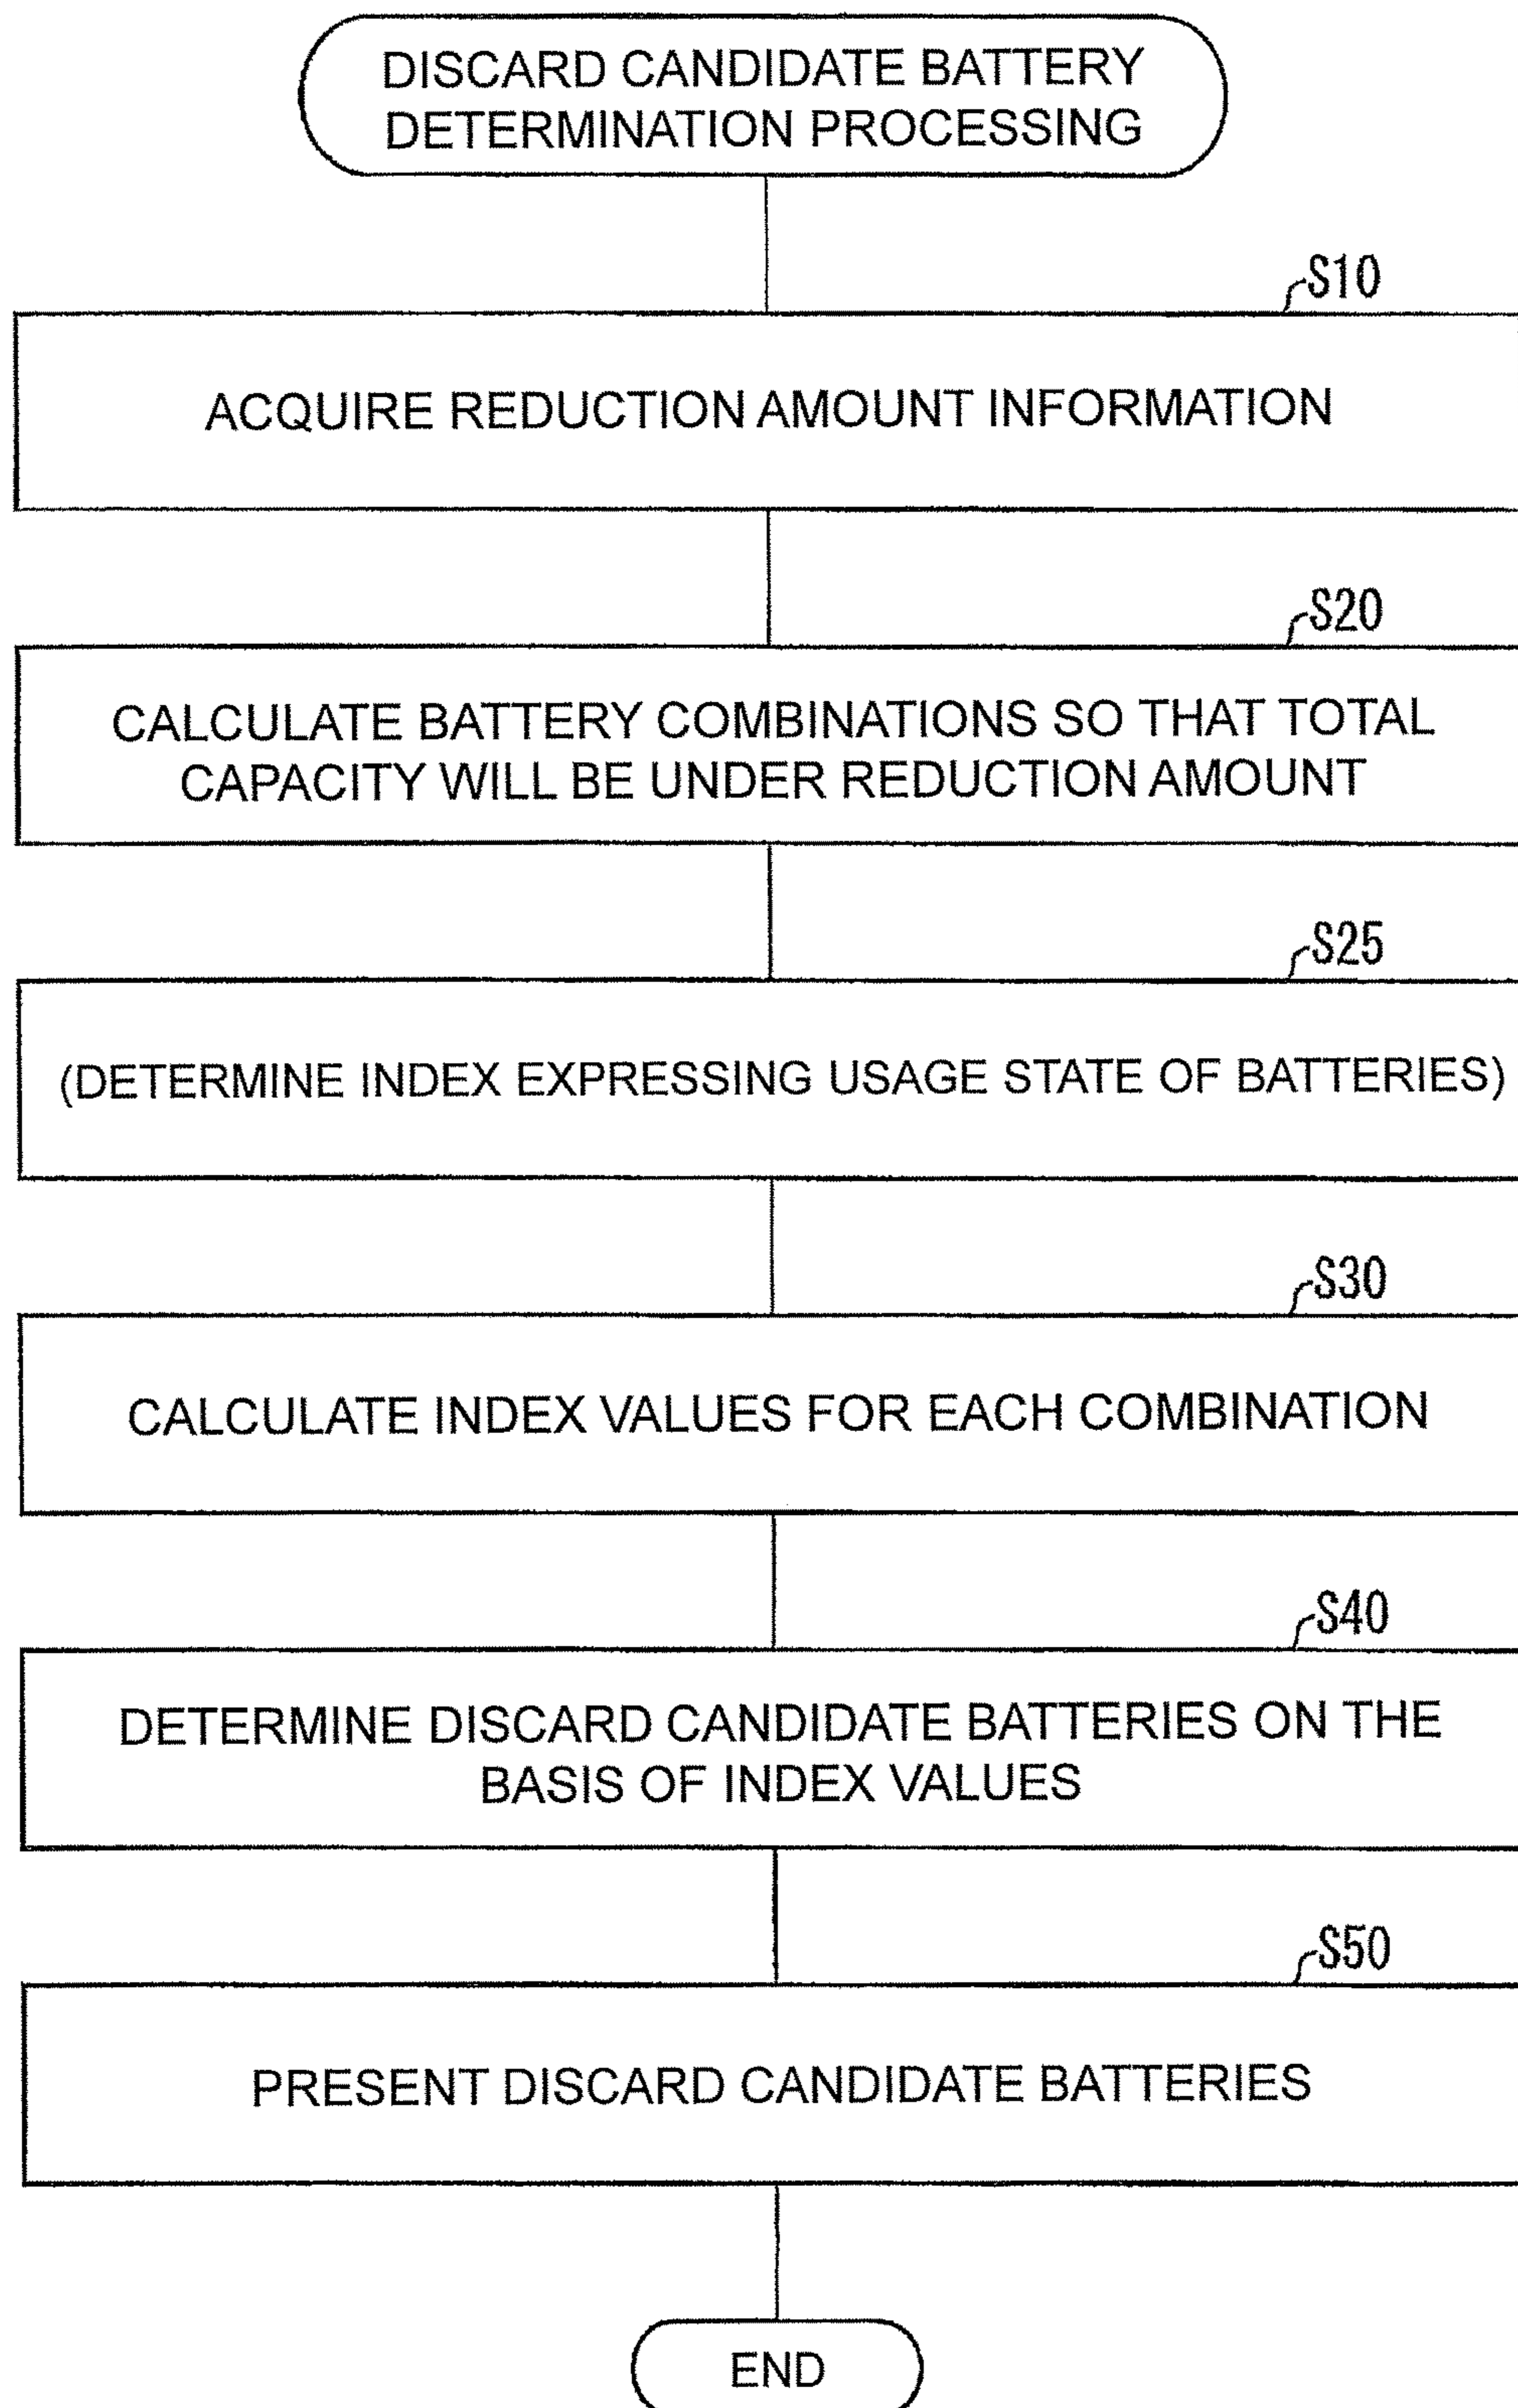 DISCARD CANDIDATE BATTERY
DETERMINATION PROCESSING
S10
ACQUIRE REDUCTION AMOUNT INFORMATION
S20
CALCULATE BATTERY COMBINATIONS SO THAT TOTAL
CAPACITY WILL BE UNDER REDUCTION AMOUNT
S25
(DETERMINE INDEX EXPRESSING USAGE STATE OF BATTERIES)
S30
CALCULATE INDEX VALUES FOR EACH COMBINATION
S40
DETERMINE DISCARD CANDIDATE BATTERIES ON THE
BASIS OF INDEX VALUES
S50
PRESENT DISCARD CANDIDATE BATTERIES
END